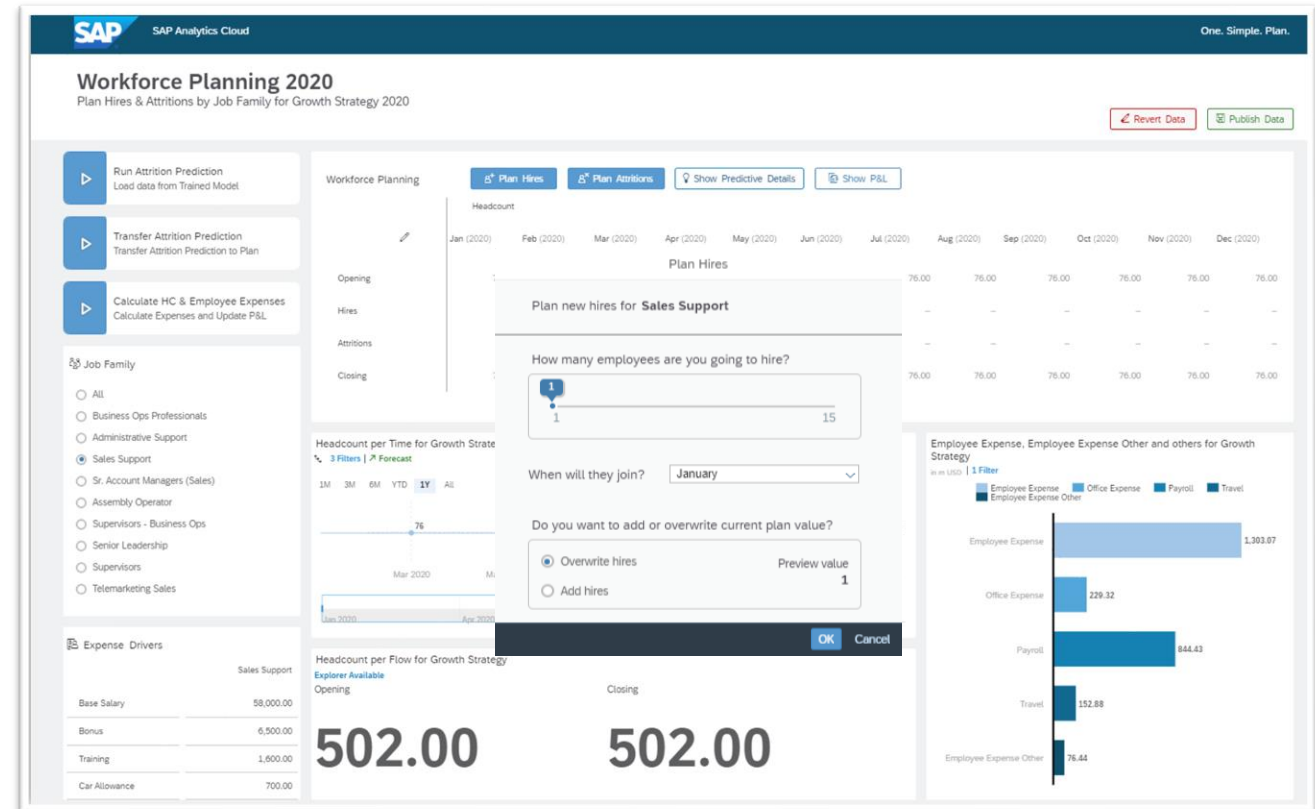 SAP SAP Analytics Cloud One. Simple. Plan.
Workforce Planning 2020
Plan Hires & Attritions by Job Family for Growth Strategy 2020
Revert Data Publish Data
Run Attrition Prediction
Load data from Trained Model
Transfer Attrition Prediction
Transfer Attrition Prediction to Plan
Calculate HC & Employee Expenses
Calculate Expenses and Update P&L
Job Family
All
Business Ops Professionals
Administrative Support
Sales Support
Sr. Account Managers (Sales)
Assembly Operator
Supervisors - Business Ops
Senior Leadership
Supervisors
Telemarketing Sales
Expense Drivers
Sales Support
Base Salary 58,000.00
Bonus 6,500.00
Training 1,600.00
Car Allowance 700.00
Workforce Planning Plan Hires Plan Attritions Show Predictive Details Show P&L
Headcount
Jan (2020) Feb (2020) Mar (2020) Apr (2020) May (2020) Jun (2020) Jul (2020) Aug (2020) Sep (2020) Oct (2020) Nov (2020) Dec (2020)
Opening 76.00 76.00 76.00 76.00 76.00 76.00
Hires – – – – –
Attritions – – – – – –
Closing 76.00 76.00 76.00 76.00 76.00 76.00
Plan Hires
Plan new hires for Sales Support
How many employees are you going to hire?
1
1 15
When will they join? January
Do you want to add or overwrite current plan value?
Overwrite hires Preview value
1
Add hires
OK Cancel
Headcount per Time for Growth Strate
3 Filters | Forecast
1M 3M 6M YTD 1Y All
76
Mar 2020
Jan 2020 Apr 2020
Headcount per Flow for Growth Strategy
Explorer Available
Opening Closing
502.00 502.00
Employee Expense, Employee Expense Other and others for Growth
Strategy
in m USD | 1 Filter
Employee Expense Office Expense Payroll Travel
Employee Expense Other
Employee Expense 1,303.07
Office Expense 229.32
Payroll 844.43
Travel 152.88
Employee Expense Other 76.44